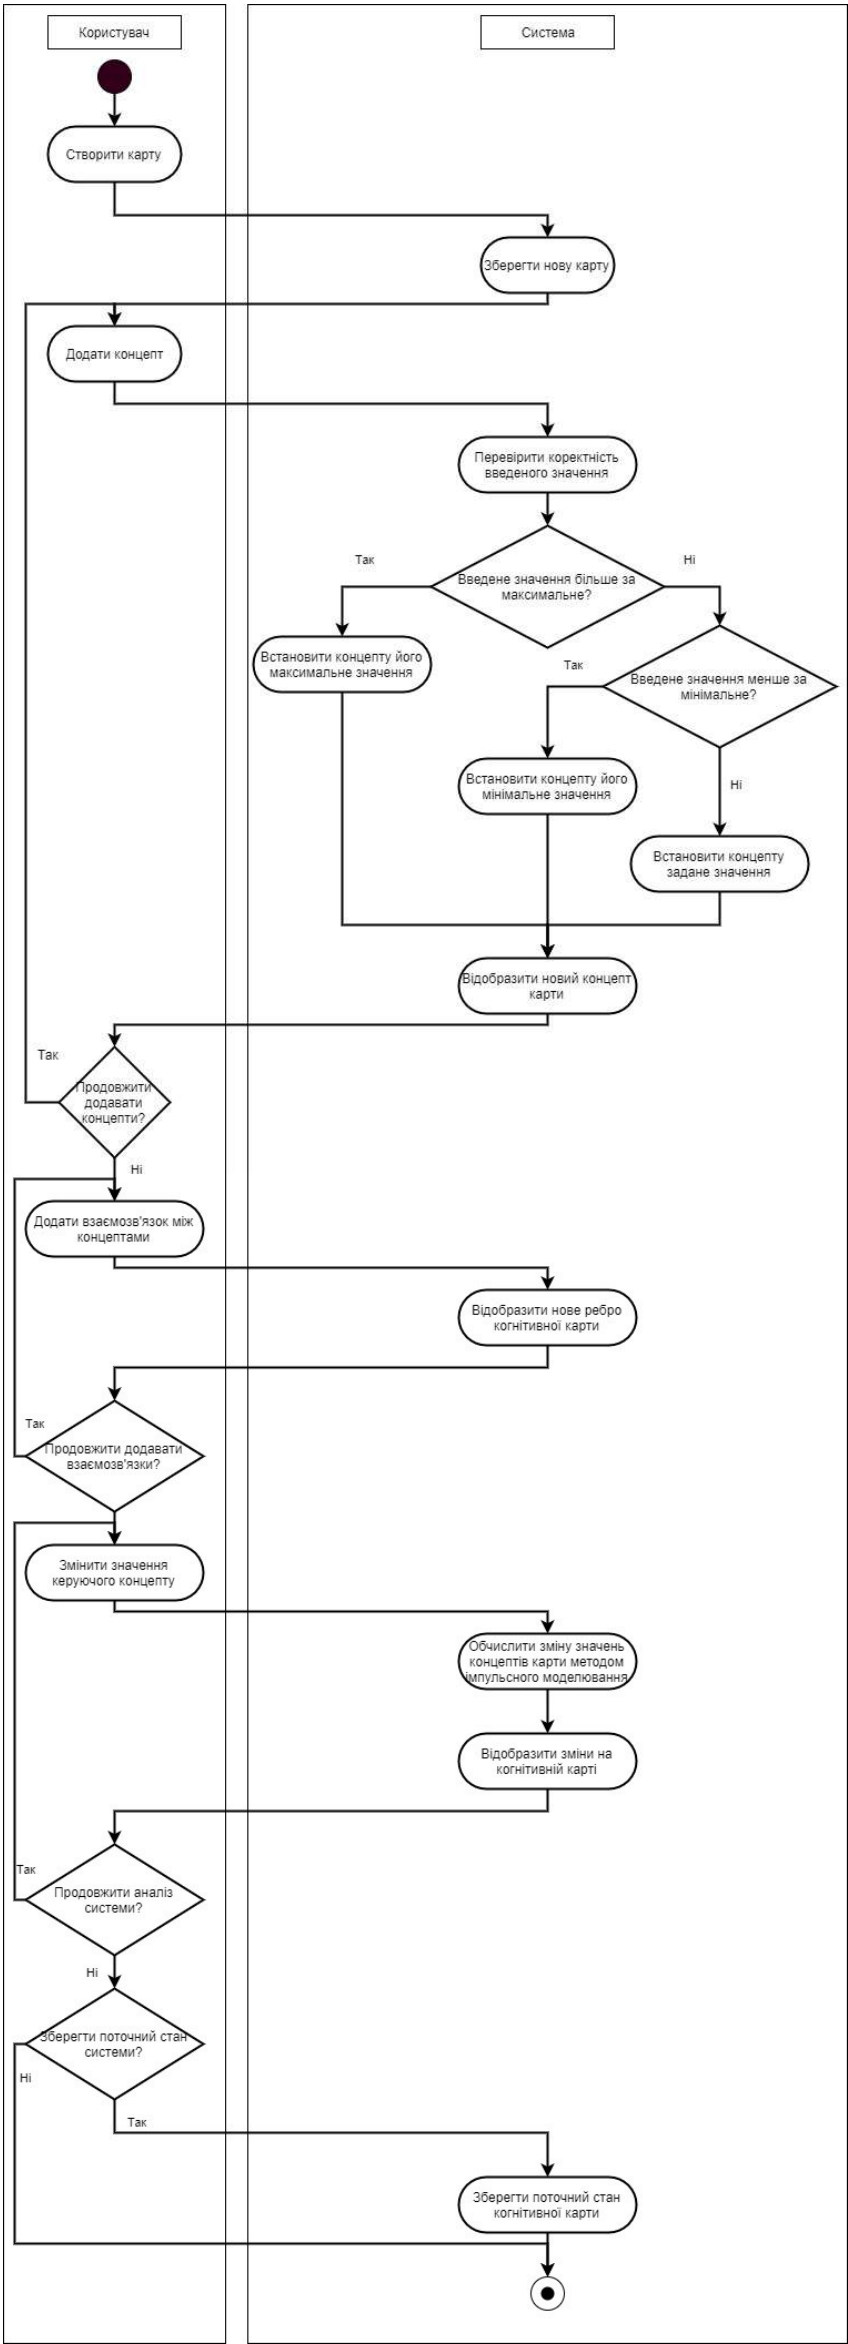 Користувач
Система
Створити карту
Зберегти нову карту
Додати концепт
Перевірити коректність
введеного значення
Так
Ні
Введене значення більше за
максимальне?
Встановити концепту його
максимальне значення
Так
Введене значення менше за
мінімальне?
Встановити концепту його
мінімальне значення
Ні
Встановити концепту
задане значення
Відобразити новий концепт
карти
Так
Продовжити
додавати
концепти?
Ні
Додати взаємозв'язок між
концептами
Відобразити нове ребро
когнітивної карти
Так
Продовжити додавати
взаємозв'язки?
Змінити значення
керуючого концепту
Обчислити зміну значень
концептів карти методом
імпульсного моделювання
Відобразити зміни на
когнітивній карті
Так
Продовжити аналіз
системи?
Ні
Зберегти поточний стан
системи?
Ні
Так
Зберегти поточний стан
когнітивної карти